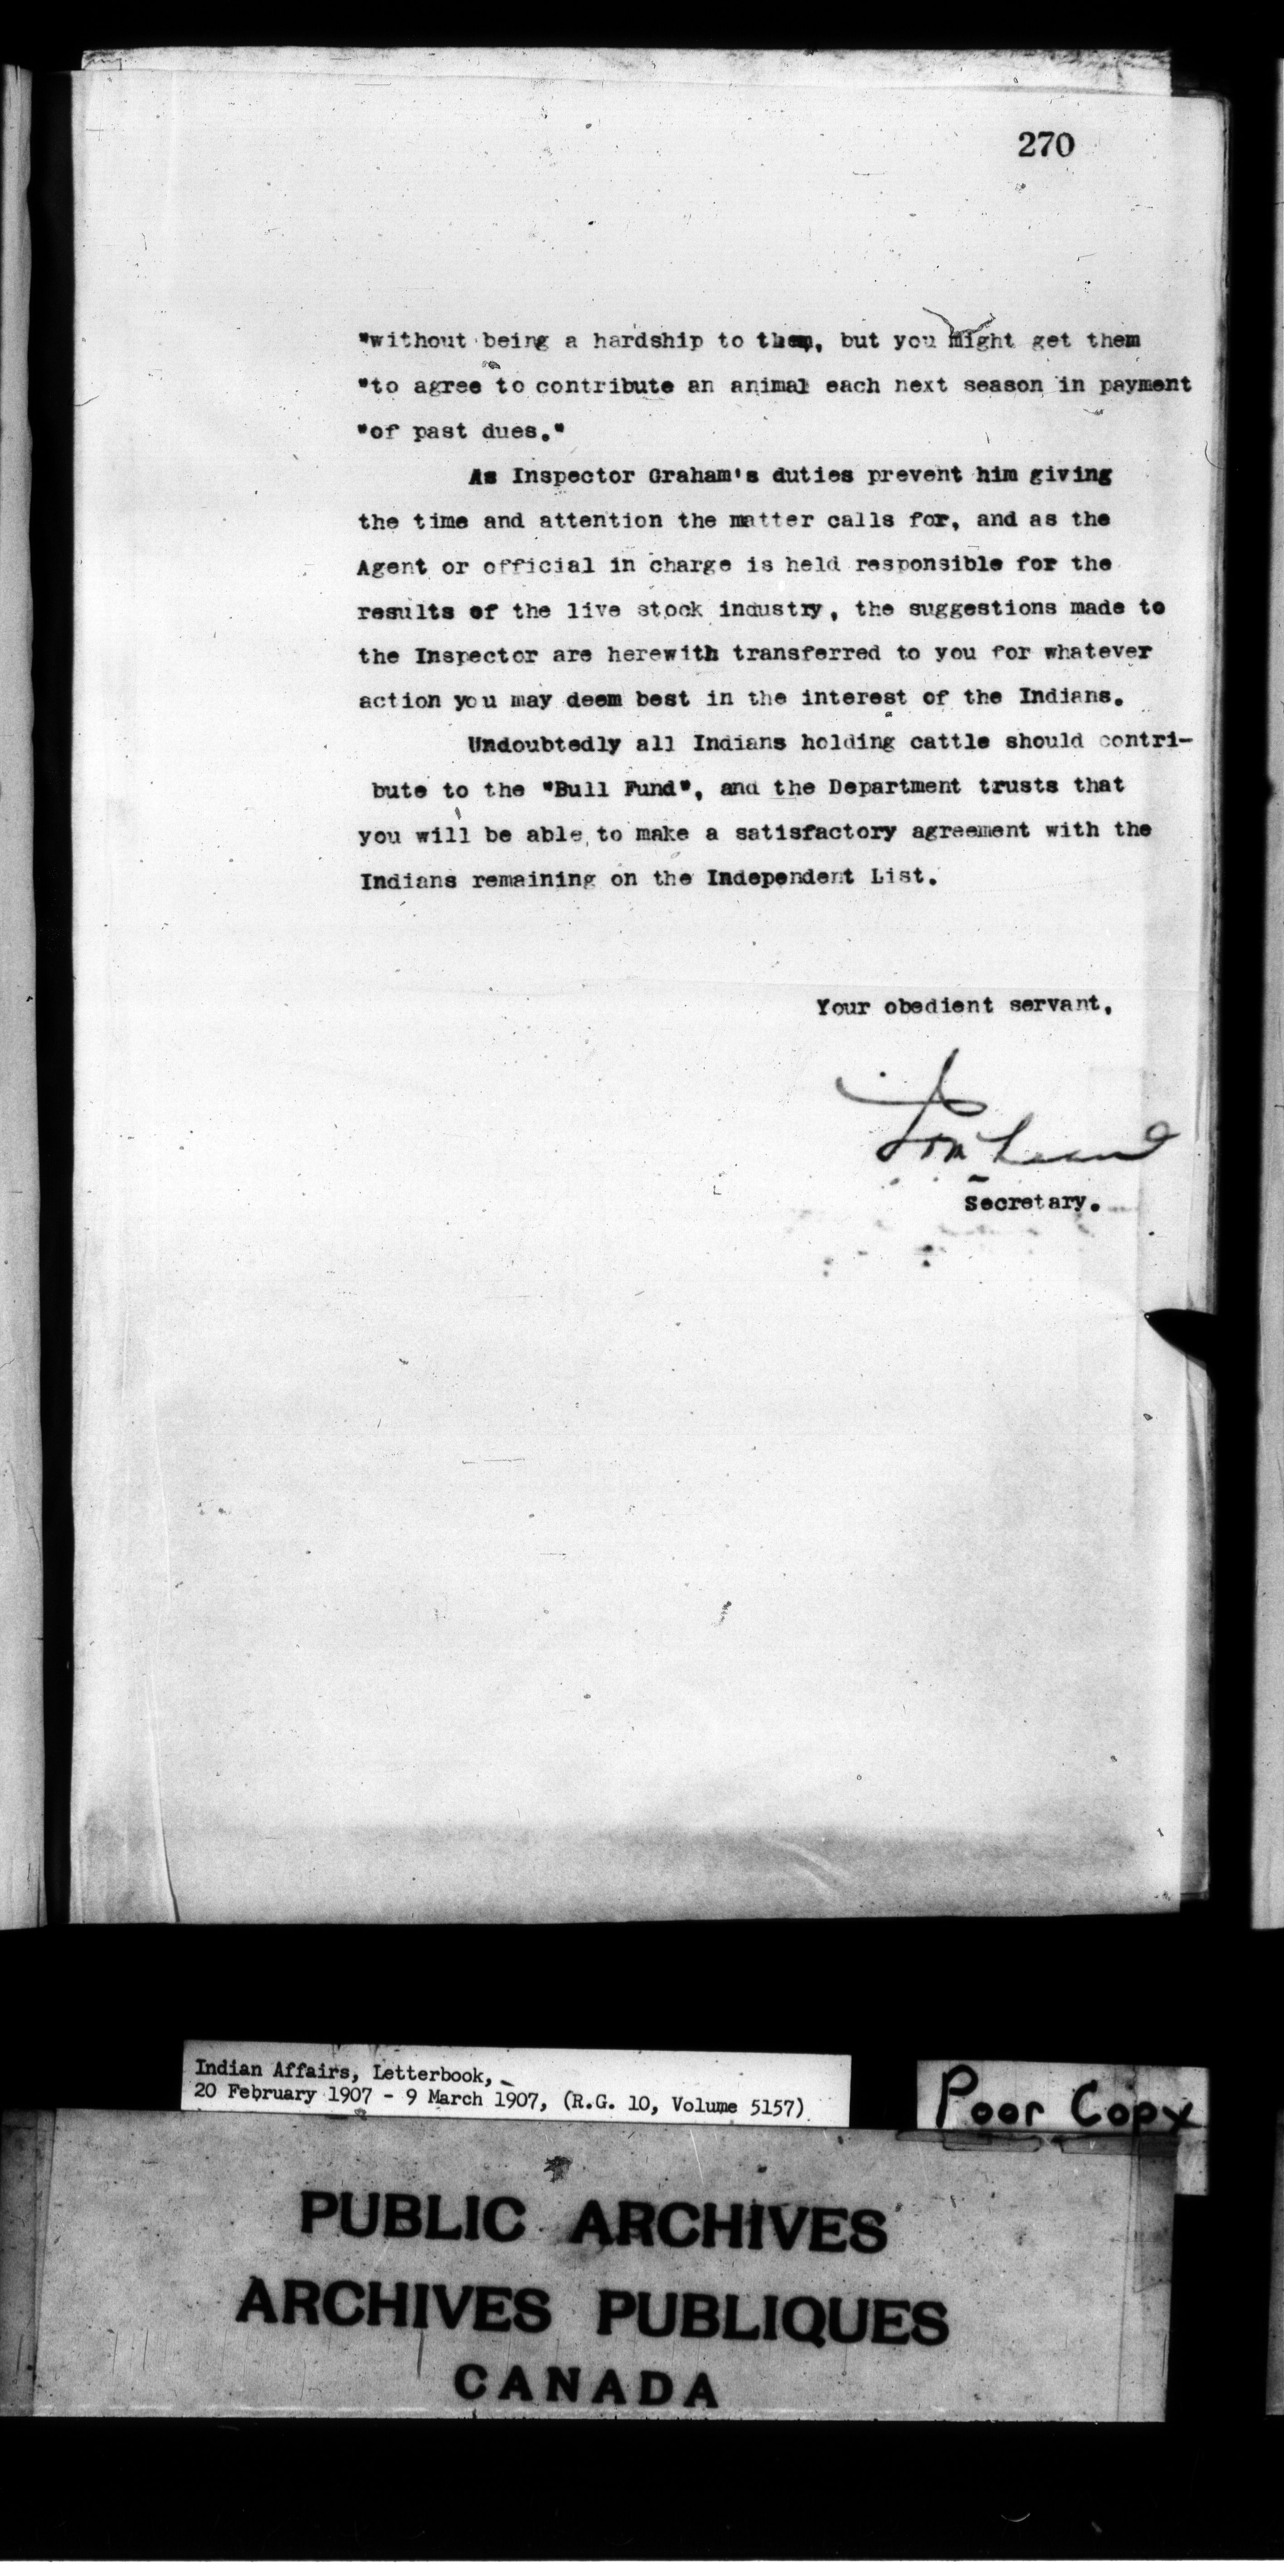 270
"without being a hardship to them, but you might get them
"to agree to contribute an animal each next season in payment
"of past dues."
As Inspector Graham's duties prevent him giving
the time and attention the matter calls for, and as the
Agent or official in charge is held responsible for the
results of the live stock industry, the suggestions made to
the Inspector are herewith transferred to you for whatever
action you may deem best in the interest of the Indians.
Undoubtedly all Indians holding cattle should contri-
bute to the "Bull Fund", and the Department trusts that
you will be able to make a satisfactory agreement with the
Indians remaining on the Independent List.
Your obedient servant,
Secretary.
Indian Affairs, Letterbook,
20 February 1907 - 9 March 1907, (R.G. 10, Volume 5157)
Poor Copy
PUBLIC ARCHIVES
ARCHIVES PUBLIQUES
CANADA